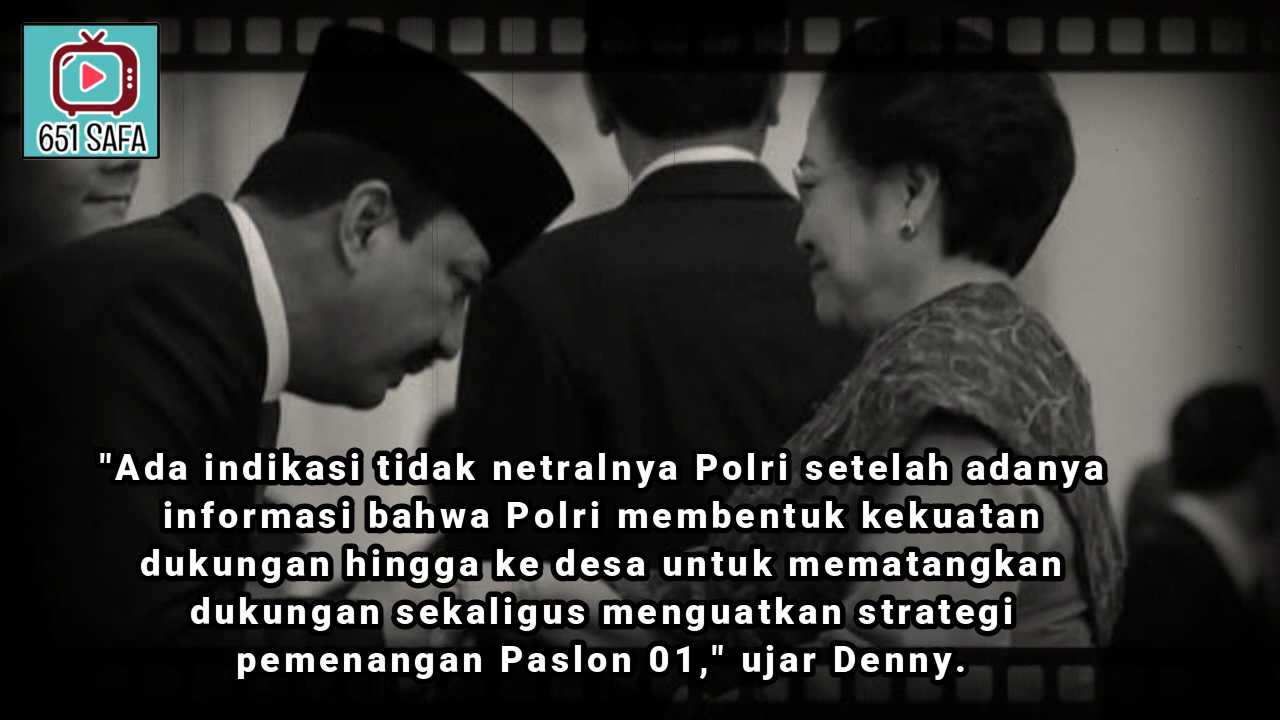 651 SAFA
"Ada indikasi tidak netralnya Polri setelah adanya
informasi bahwa Polri membentuk kekuatan
dukungan hingga ke desa untuk mematangkan
dukungan sekaligus menguatkan strategi
pemenangan Paslon 01," ujar Denny.